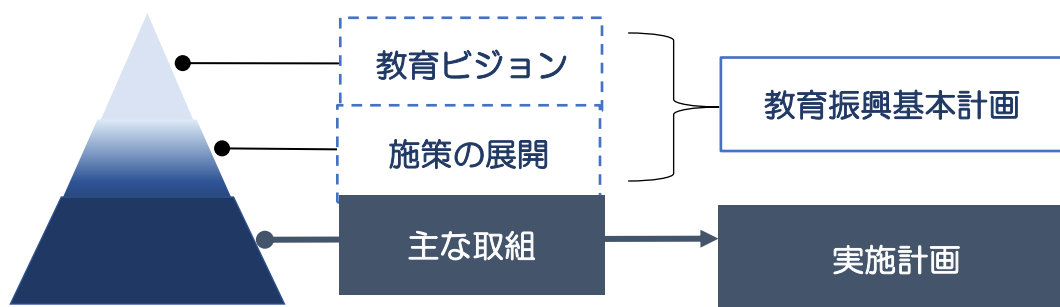 教育ビジョン
施策の展開
教育振興基本計画
主な取組
実施計画